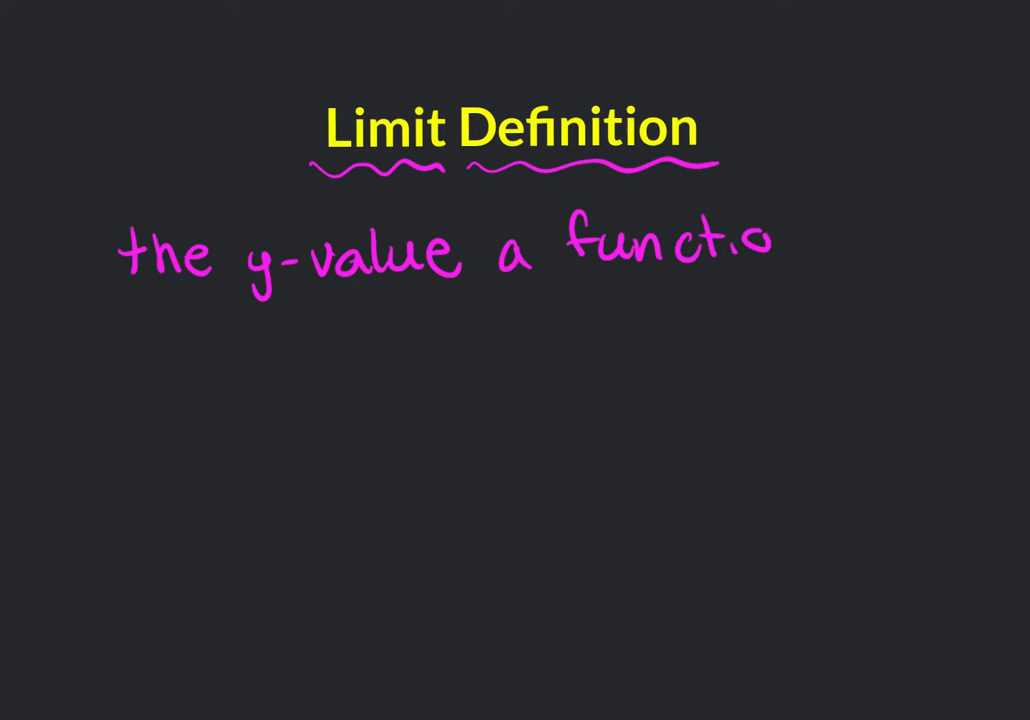 Limit Definition
the y-value a functio